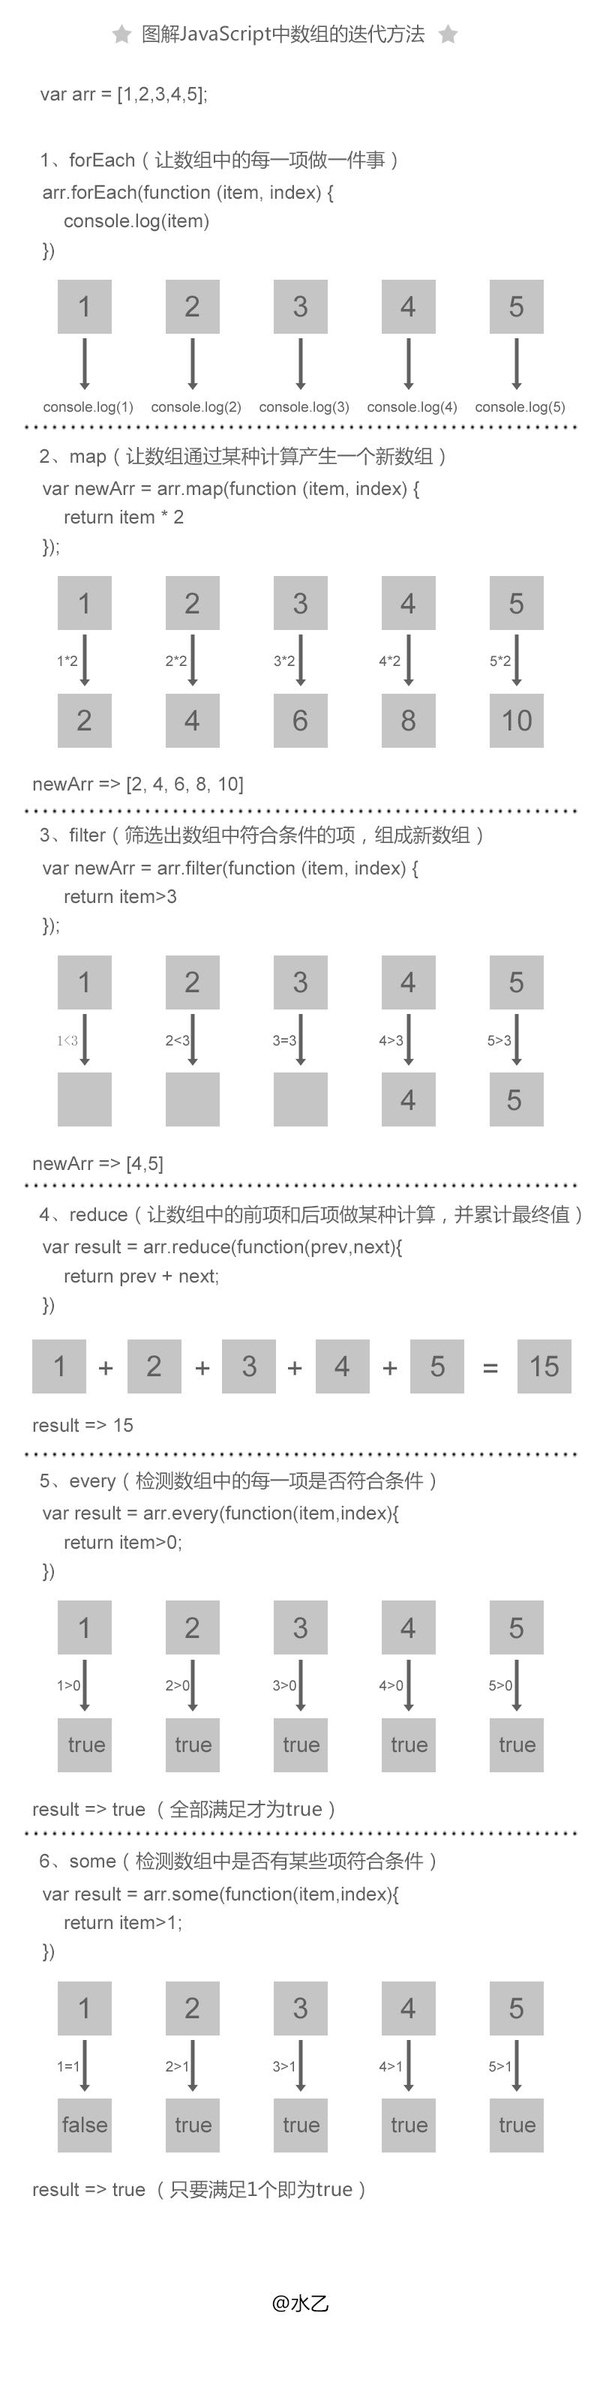 图解JavaScript中数组的迭代方法
var arr = [1,2,3,4,5];
1、forEach（让数组中的每一项做一件事）
arr.forEach(function (item, index) {
console.log(item)
})
1 2 3 4 5
console.log(1) console.log(2) console.log(3) console.log(4) console.log(5)
2、map（让数组通过某种计算产生一个新数组）
var newArr = arr.map(function (item, index) {
return item * 2
});
1 2 3 4 5
1*2 2*2 3*2 4*2 5*2
2 4 6 8 10
newArr => [2, 4, 6, 8, 10]
3、filter（筛选出数组中符合条件的项，组成新数组）
var newArr = arr.filter(function (item, index) {
return item>3
});
1 2 3 4 5
1<3 2<3 3=3 4>3 5>3
4 5
newArr => [4,5]
4、reduce（让数组中的前项和后项做某种计算，并累计最终值）
var result = arr.reduce(function(prev,next){
return prev + next;
})
1 + 2 + 3 + 4 + 5 = 15
result => 15
5、every（检测数组中的每一项是否符合条件）
var result = arr.every(function(item,index){
return item>0;
})
1 2 3 4 5
1>0 2>0 3>0 4>0 5>0
true true true true true
result => true（全部满足才为true）
6、some（检测数组中是否有某些项符合条件）
var result = arr.some(function(item,index){
return item>1;
})
1 2 3 4 5
1=1 2>1 3>1 4>1 5>1
false true true true true
result => true（只要满足1个即为true）
@水乙